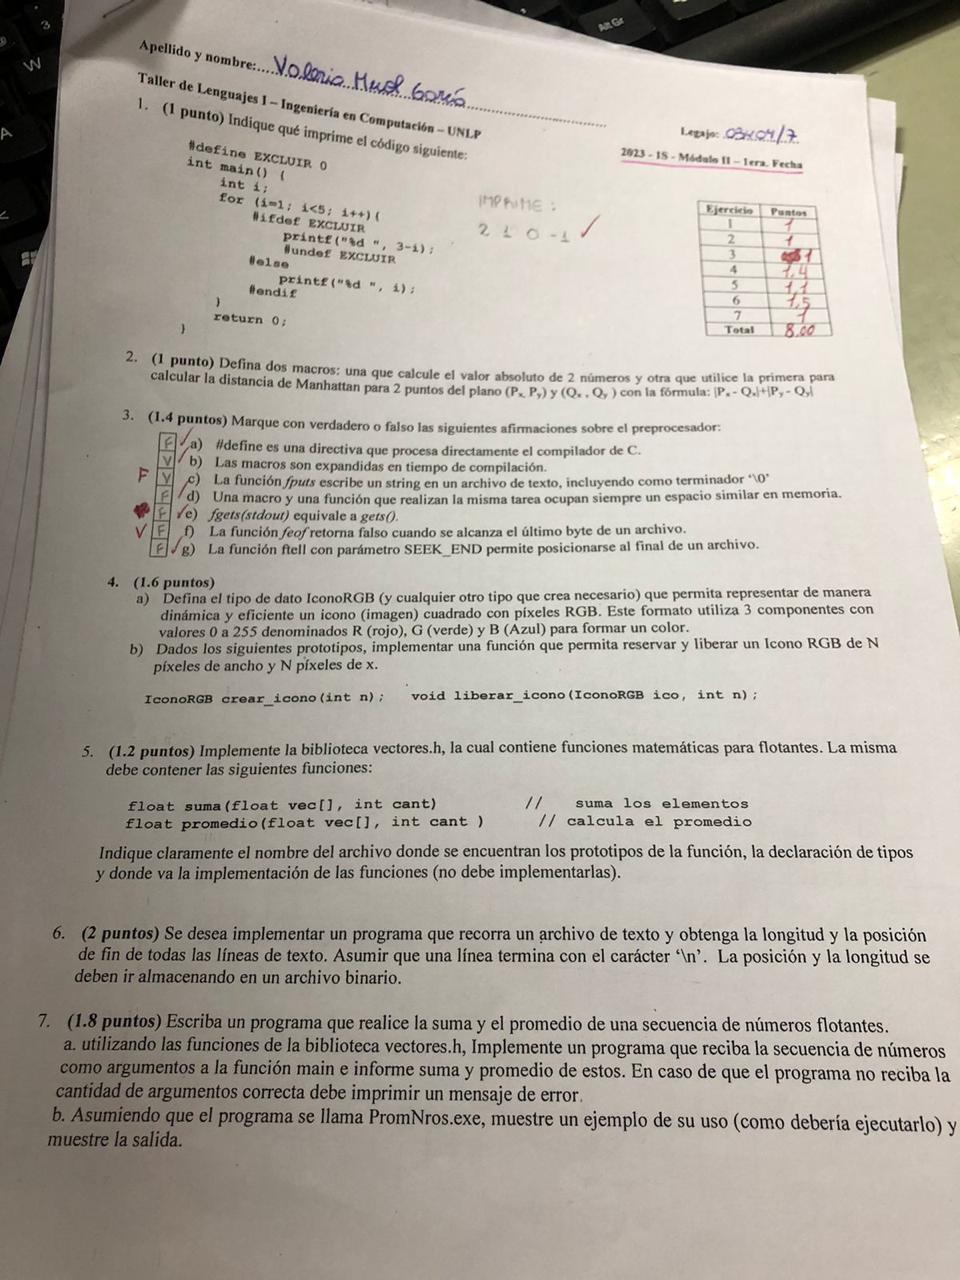 Apellido y nombre:....Valeria Muol García..............
Taller de Lenguajes I – Ingeniería en Computación – UNLP
Legajo:
2023 - 1S - Módulo II – 1era. Fecha
1. (1 punto) Indique qué imprime el código siguiente:
#define EXCLUIR 0
int main() {
int i;
for (i=1; i<5; i++){
#ifdef EXCLUIR
printf("%d ", 3-i);
#undef EXCLUIR
#else
printf("%d ", i);
#endif
}
return 0;
}
IMPRIME:
2 1 0 -1 ✓
Ejercicio Puntos
1 1
2 1
3 1
4 1,4
5 1,1
6 1,5
7 1
Total 8.00
2. (1 punto) Defina dos macros: una que calcule el valor absoluto de 2 números y otra que utilice la primera para
calcular la distancia de Manhattan para 2 puntos del plano (Px, Py) y (Qx , Qy ) con la fórmula: |Px - Qx|+|Py - Qy|
3. (1.4 puntos) Marque con verdadero o falso las siguientes afirmaciones sobre el preprocesador:
F ✓ a) #define es una directiva que procesa directamente el compilador de C.
V ✓ b) Las macros son expandidas en tiempo de compilación.
F V c) La función fputs escribe un string en un archivo de texto, incluyendo como terminador ‘\0’
F ✓ d) Una macro y una función que realizan la misma tarea ocupan siempre un espacio similar en memoria.
F ✓ e) fgets(stdout) equivale a gets().
V F f) La función feof retorna falso cuando se alcanza el último byte de un archivo.
F ✓ g) La función ftell con parámetro SEEK_END permite posicionarse al final de un archivo.
4. (1.6 puntos)
a) Defina el tipo de dato IconoRGB (y cualquier otro tipo que crea necesario) que permita representar de manera
dinámica y eficiente un icono (imagen) cuadrado con píxeles RGB. Este formato utiliza 3 componentes con
valores 0 a 255 denominados R (rojo), G (verde) y B (Azul) para formar un color.
b) Dados los siguientes prototipos, implementar una función que permita reservar y liberar un Icono RGB de N
píxeles de ancho y N píxeles de x.
IconoRGB crear_icono(int n); void liberar_icono(IconoRGB ico, int n);
5. (1.2 puntos) Implemente la biblioteca vectores.h, la cual contiene funciones matemáticas para flotantes. La misma
debe contener las siguientes funciones:
float suma(float vec[], int cant) // suma los elementos
float promedio(float vec[], int cant ) // calcula el promedio
Indique claramente el nombre del archivo donde se encuentran los prototipos de la función, la declaración de tipos
y donde va la implementación de las funciones (no debe implementarlas).
6. (2 puntos) Se desea implementar un programa que recorra un archivo de texto y obtenga la longitud y la posición
de fin de todas las líneas de texto. Asumir que una línea termina con el carácter ‘\n’. La posición y la longitud se
deben ir almacenando en un archivo binario.
7. (1.8 puntos) Escriba un programa que realice la suma y el promedio de una secuencia de números flotantes.
a. utilizando las funciones de la biblioteca vectores.h, Implemente un programa que reciba la secuencia de números
como argumentos a la función main e informe suma y promedio de estos. En caso de que el programa no reciba la
cantidad de argumentos correcta debe imprimir un mensaje de error.
b. Asumiendo que el programa se llama PromNros.exe, muestre un ejemplo de su uso (como debería ejecutarlo) y
muestre la salida.
3
W
A
Alt Gr